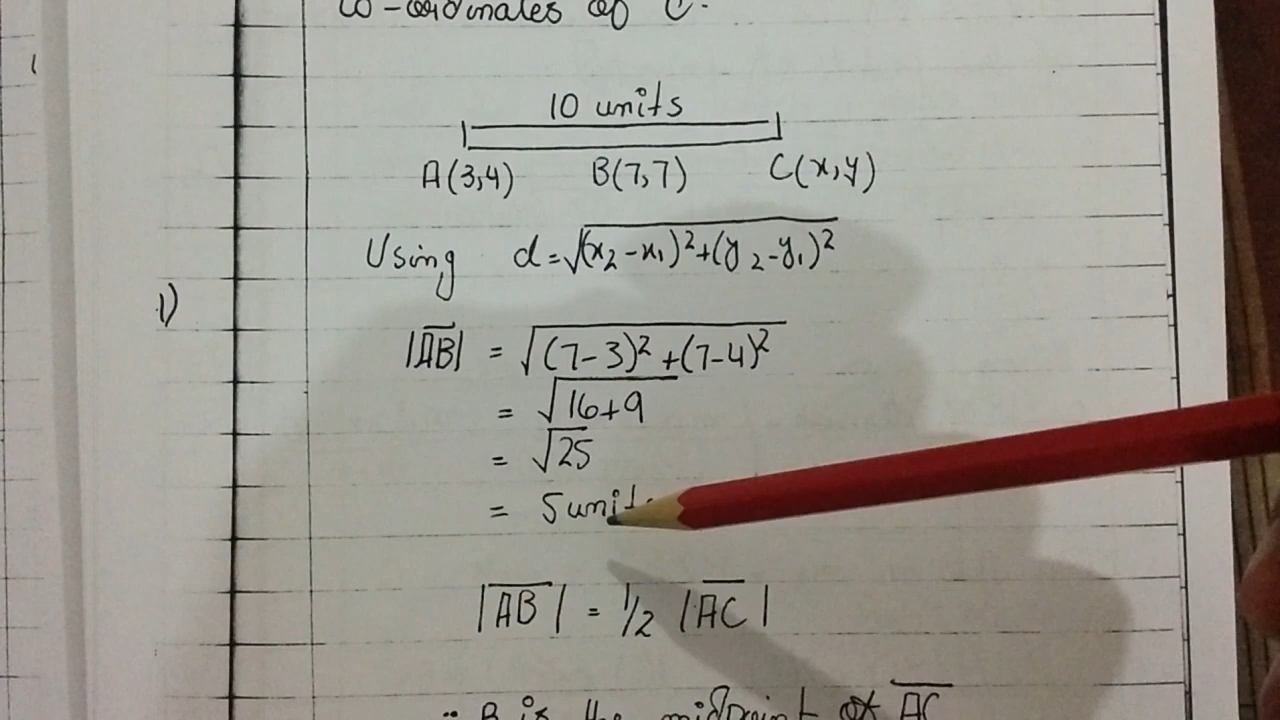 co-ordinates of C.
10 units
A(3,4) B(7,7) C(x,y)
Using d=√(x₂-x₁)²+(y₂-y₁)²
1)
|AB| = √(7-3)²+(7-4)²
= √16+9
= √25
= 5 units
|AB| = 1/2 |AC|
∴ B is the midpoint of AC